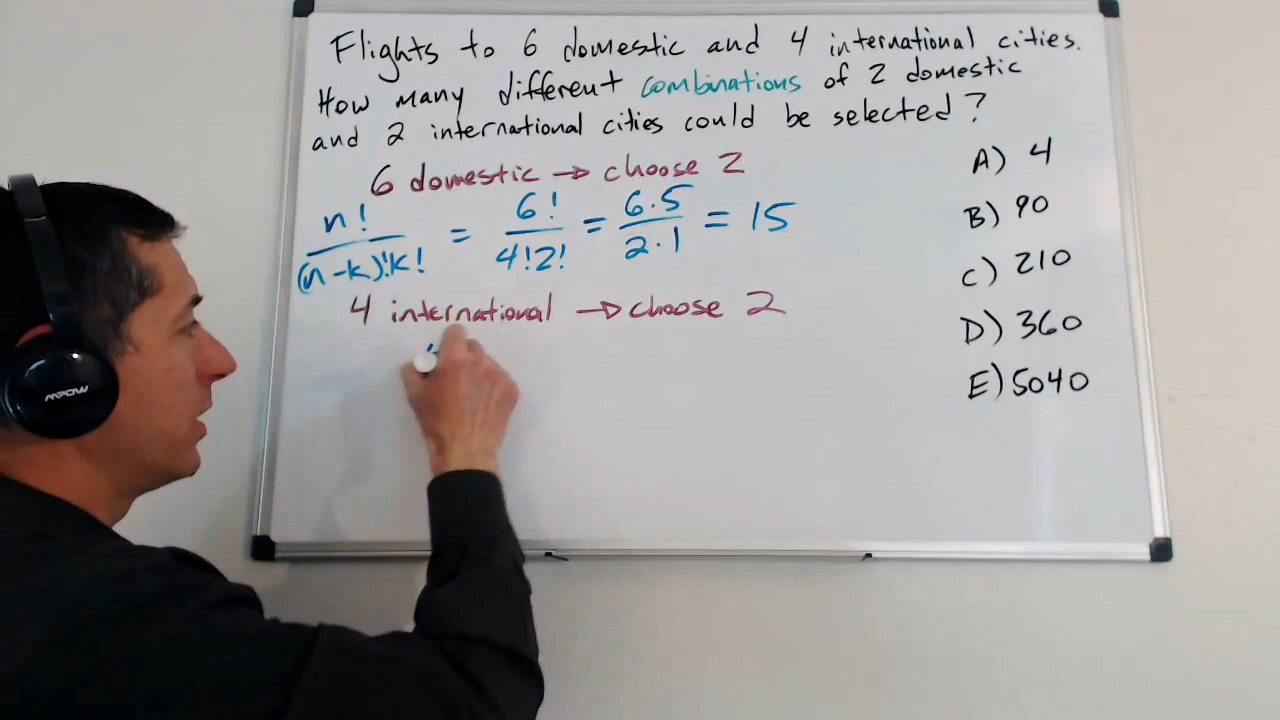 Flights to 6 domestic and 4 international cities.
How many different combinations of 2 domestic
and 2 international cities could be selected?
6 domestic → choose 2
n! / (n-k)!k! = 6! / 4!2! = 6·5 / 2·1 = 15
4 international → choose 2
A) 4
B) 90
C) 210
D) 360
E) 5040
MPOW